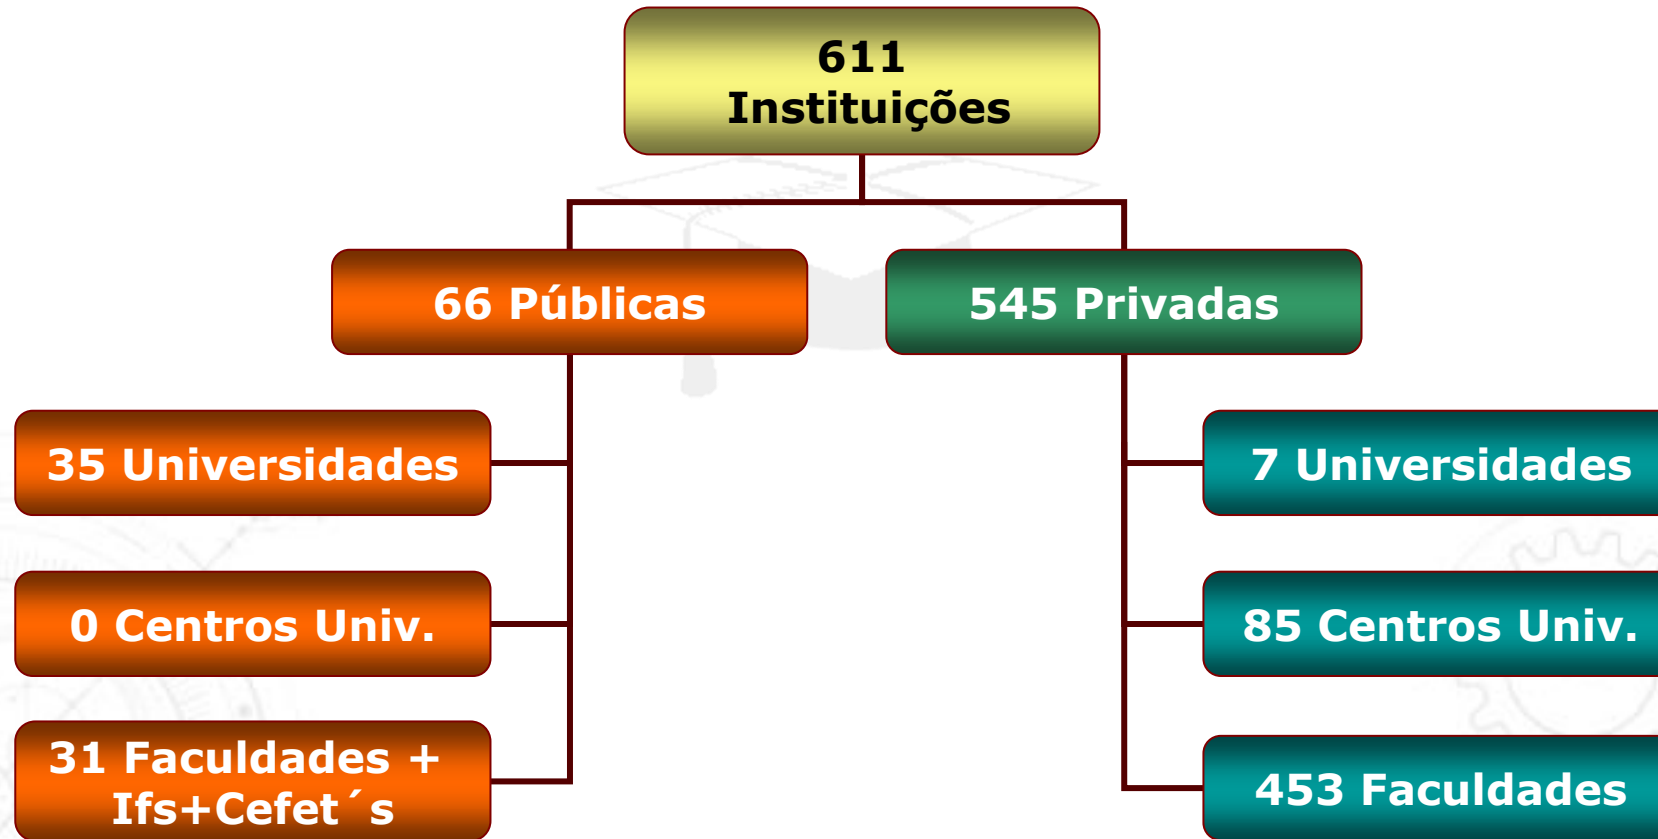 611
Instituições
66 Públicas
545 Privadas
35 Universidades
7 Universidades
0 Centros Univ.
85 Centros Univ.
31 Faculdades +
Ifs+Cefet´s
453 Faculdades